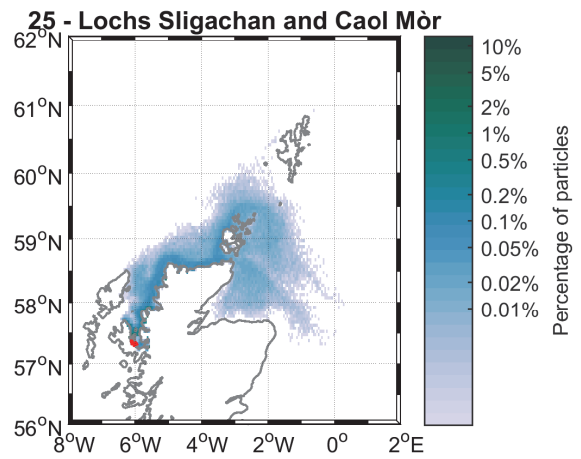 25 - Lochs Sligachan and Caol Mòr
62°N
61°N
60°N
59°N
58°N
57°N
56°N
8°W 6°W 4°W 2°W 0° 2°E
10%
5%
2%
1%
0.5%
0.2%
0.1%
0.05%
0.02%
0.01%
Percentage of particles